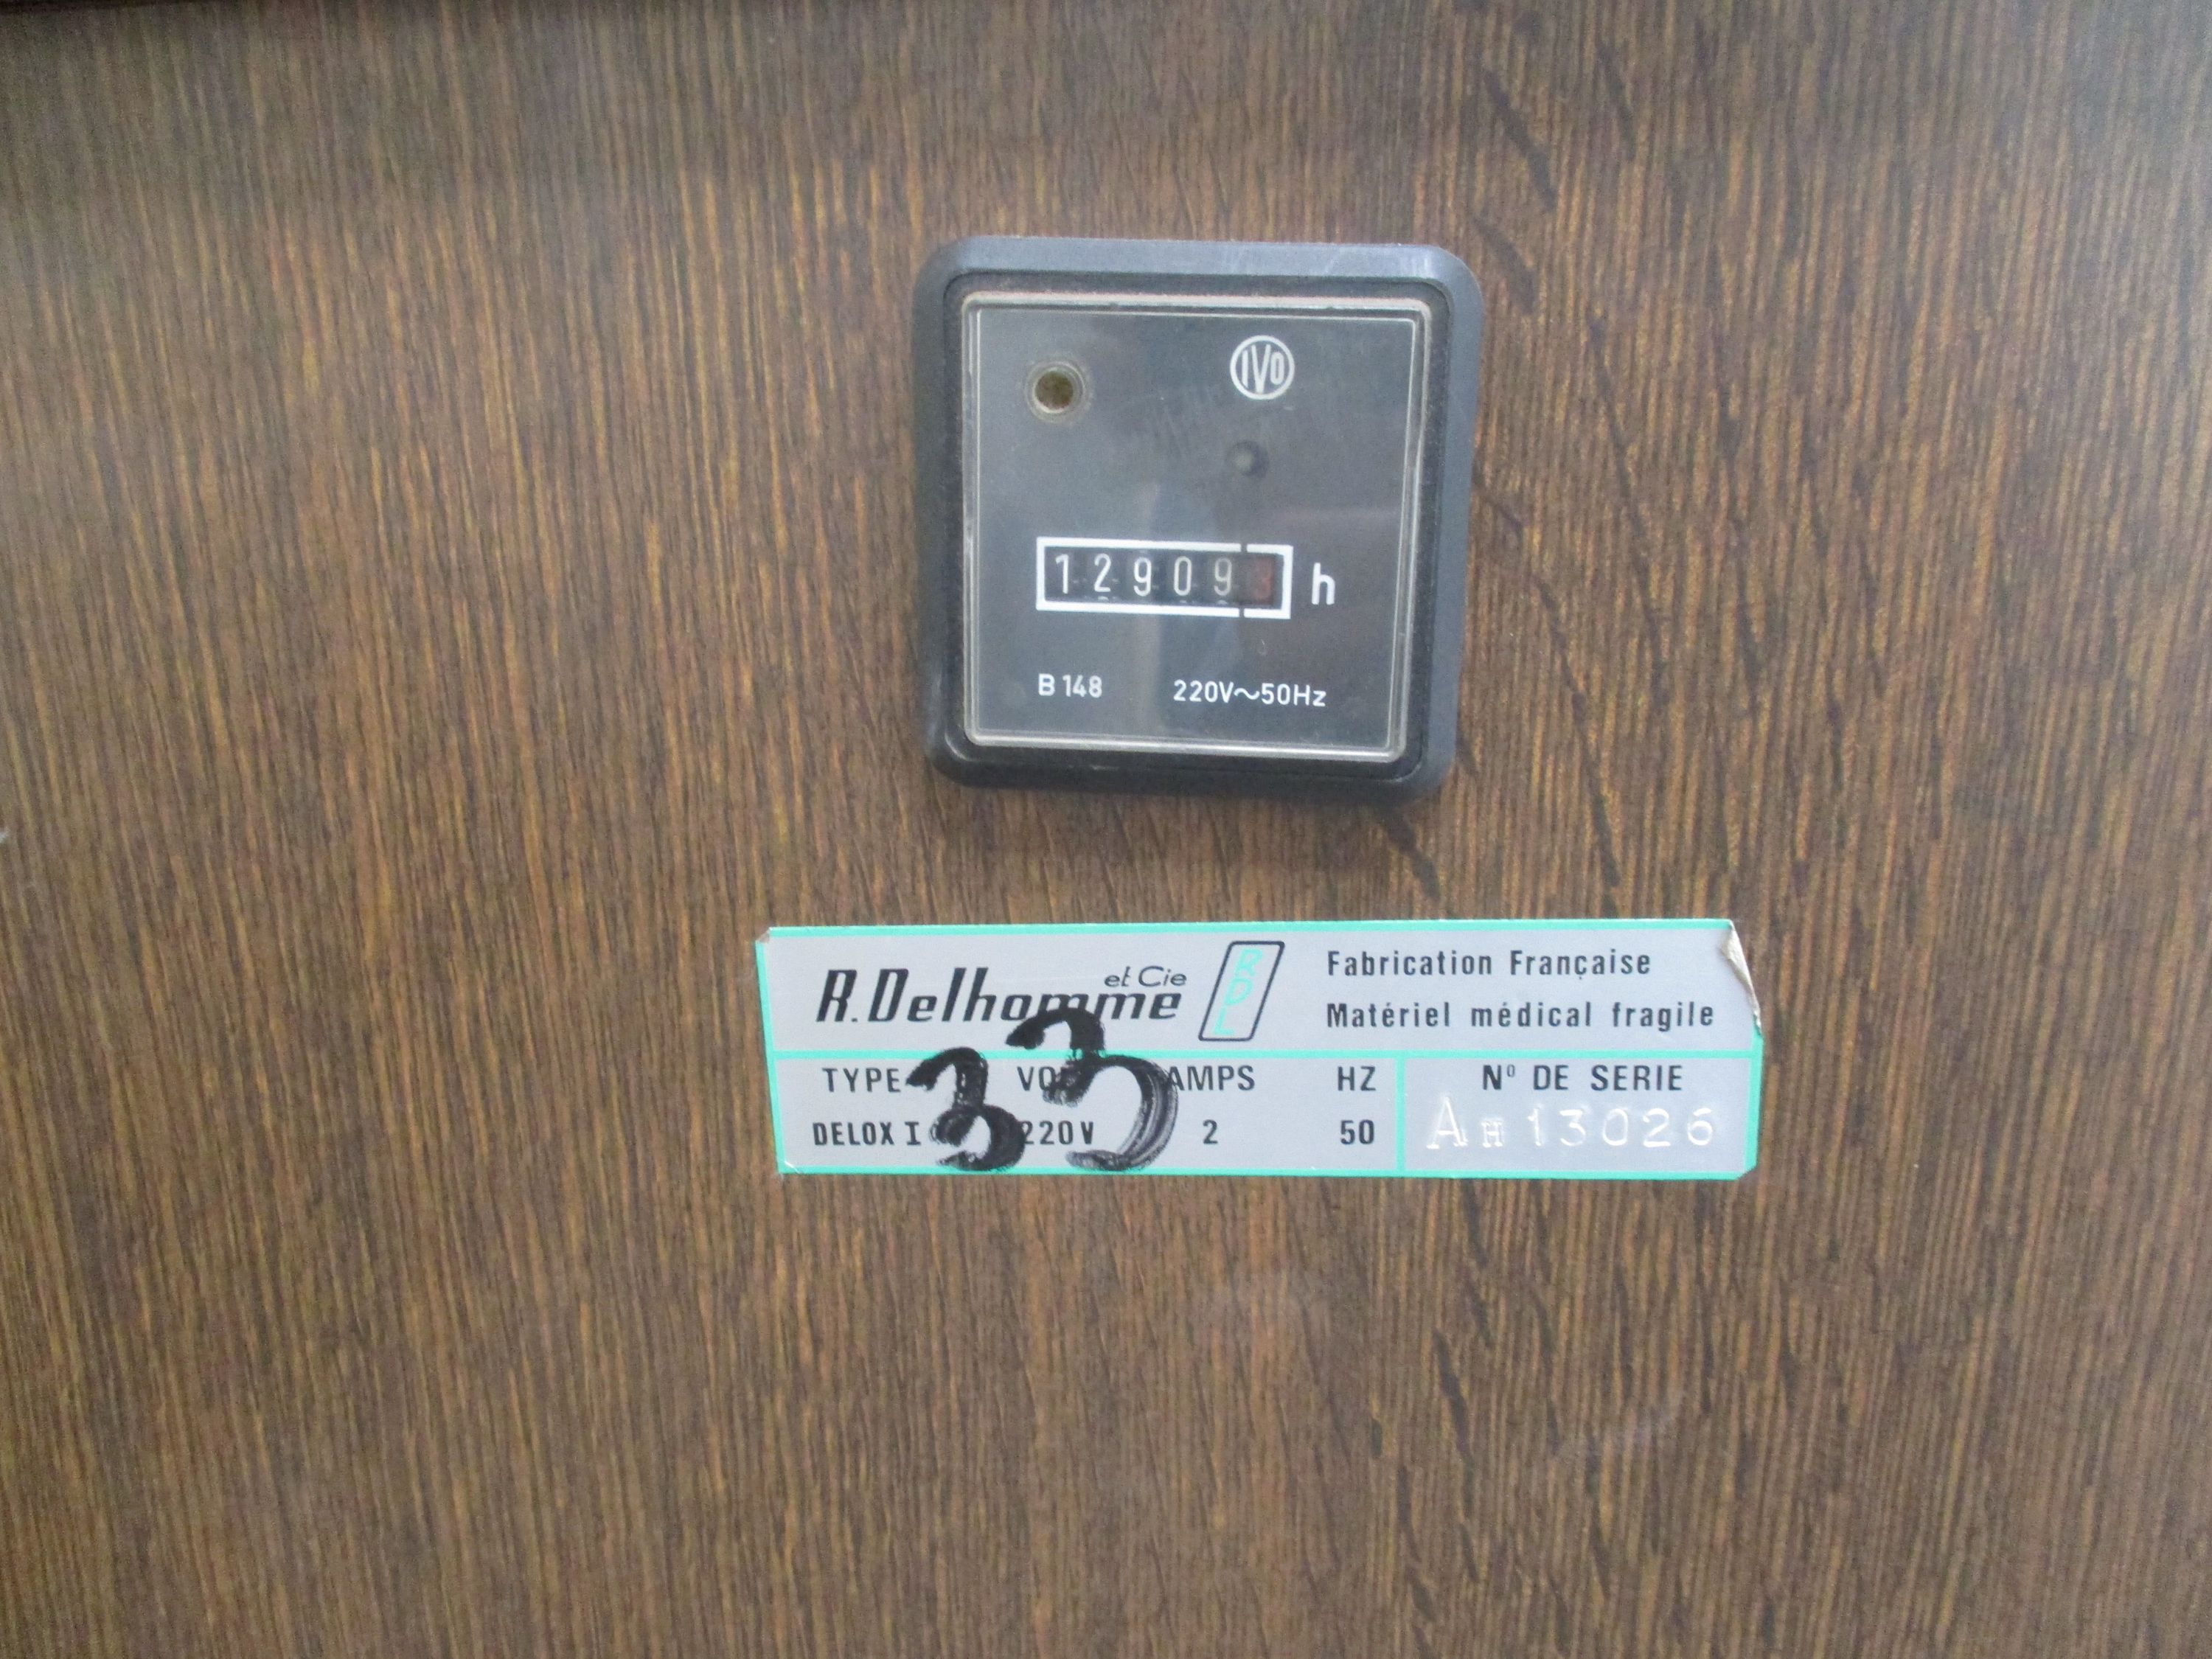 IVO
129093 h
B 148 220V~50Hz
R. Delhomme et Cie RDL
Fabrication Française
Matériel médical fragile
TYPE AMPS HZ N° DE SERIE
DELOX I 220V 2 50 AH 13026
33